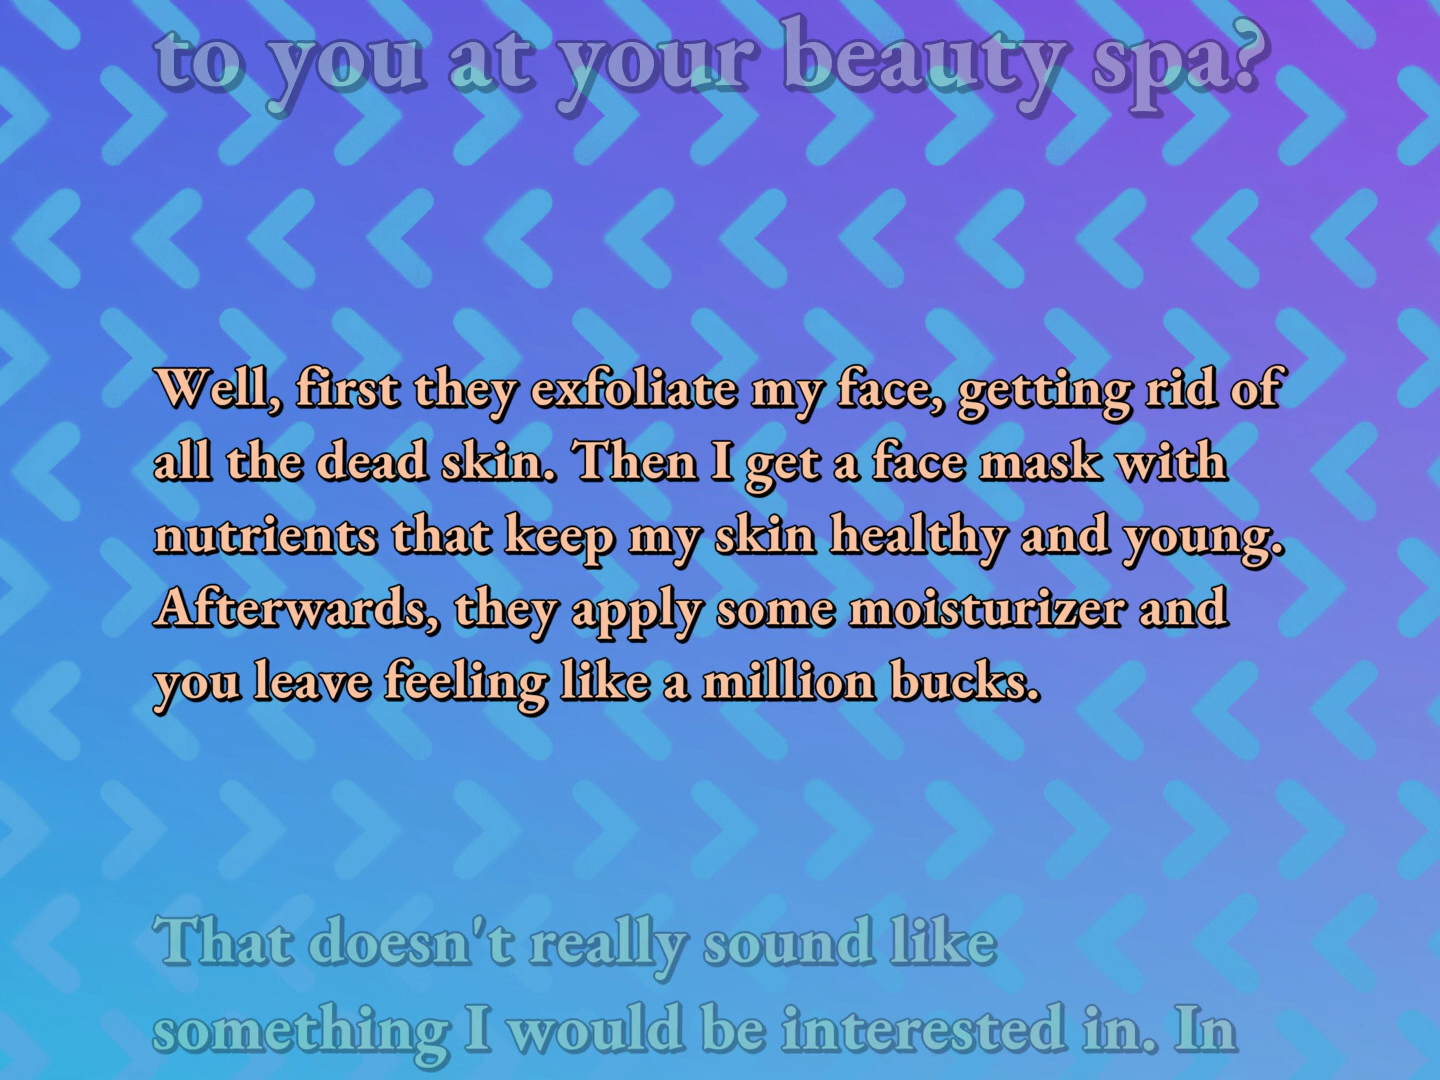 to you at your beauty spa?
Well, first they exfoliate my face, getting rid of
all the dead skin. Then I get a face mask with
nutrients that keep my skin healthy and young.
Afterwards, they apply some moisturizer and
you leave feeling like a million bucks.
That doesn't really sound like
something I would be interested in. In